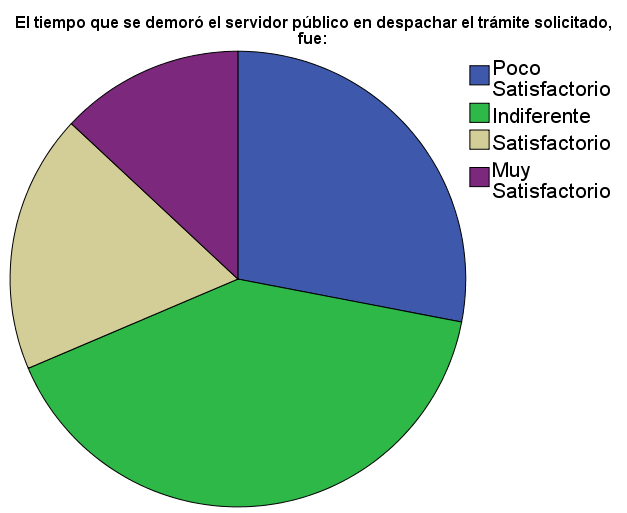 El tiempo que se demoró el servidor público en despachar el trámite solicitado,
fue:
Poco
Satisfactorio
Indiferente
Satisfactorio
Muy
Satisfactorio